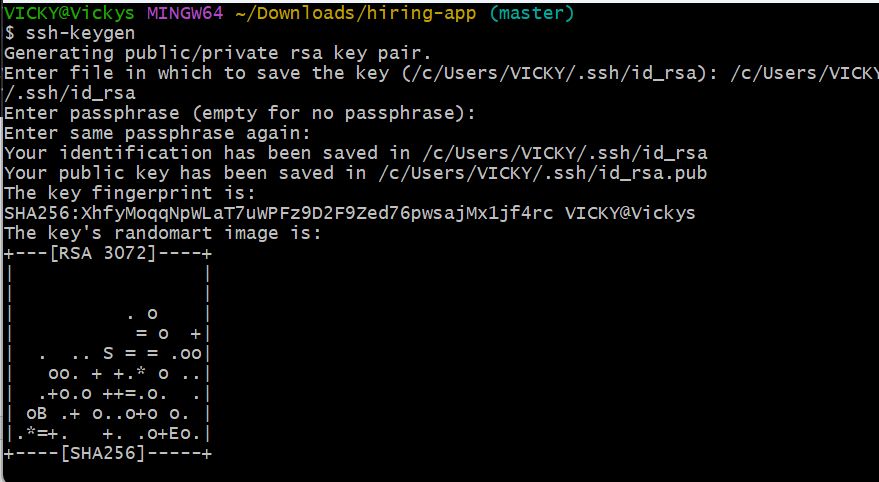 VICKY@Vickys MINGW64 ~/Downloads/hiring-app (master)
$ ssh-keygen
Generating public/private rsa key pair.
Enter file in which to save the key (/c/Users/VICKY/.ssh/id_rsa): /c/Users/VICKY
/.ssh/id_rsa
Enter passphrase (empty for no passphrase):
Enter same passphrase again:
Your identification has been saved in /c/Users/VICKY/.ssh/id_rsa
Your public key has been saved in /c/Users/VICKY/.ssh/id_rsa.pub
The key fingerprint is:
SHA256:XhfyMoqqNpWLaT7uWPFz9D2F9Zed76pwsajMx1jf4rc VICKY@Vickys
The key's randomart image is:
+---[RSA 3072]----+
|                 |
|                 |
|          . o    |
|           = o  +|
|  .  .. S = = .oo|
|   oo. + +.* o ..|
|  .+o.o ++=.o.  .|
| oB .+ o..o+o o. |
|.*=+.   +. .o+Eo.|
+----[SHA256]-----+